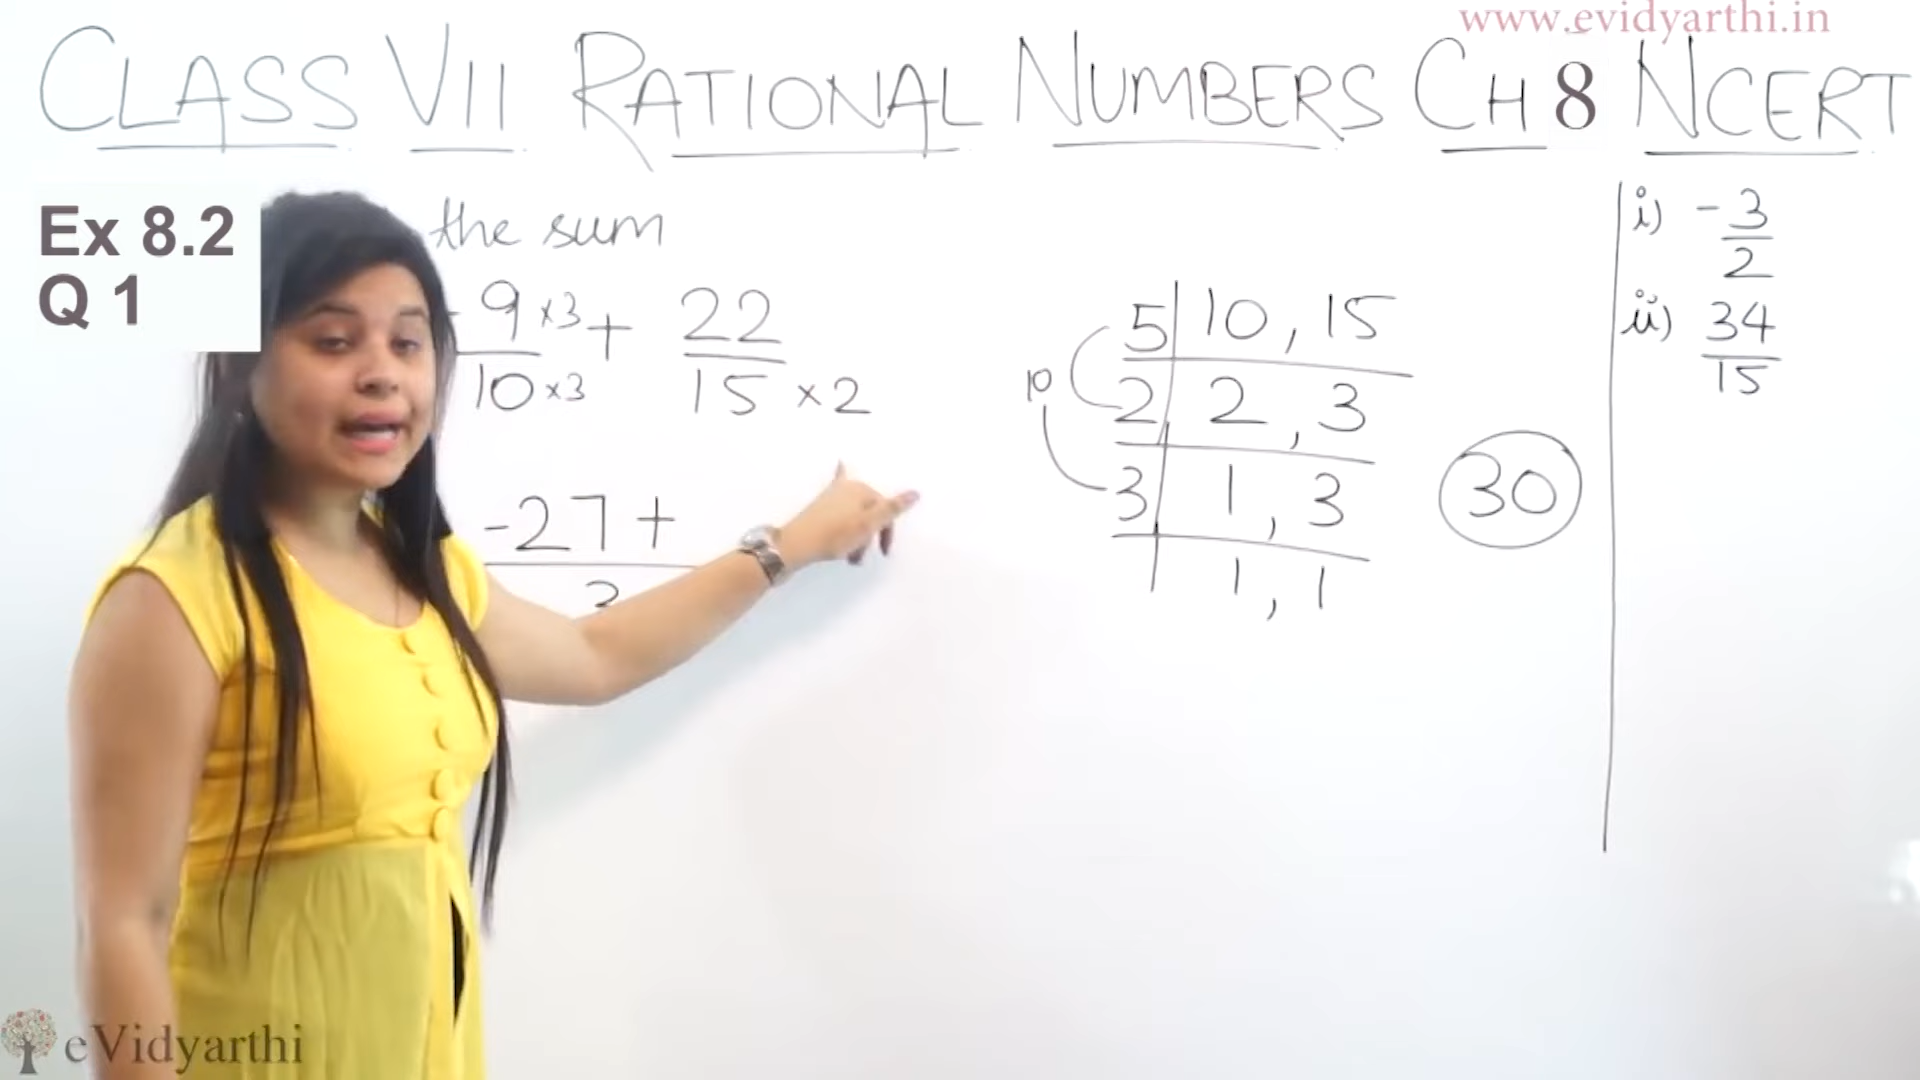 www.evidyarthi.in
CLASS VII RATIONAL NUMBERS CH 8 NCERT
Ex 8.2
Q 1
the sum
-9 ×3 + 22
10 ×3 15 ×2
-27 +
3
5 | 10, 15
2 | 2, 3
3 | 1, 3
1, 1
10
30
i) -3
2
ii) 34
15
eVidyarthi